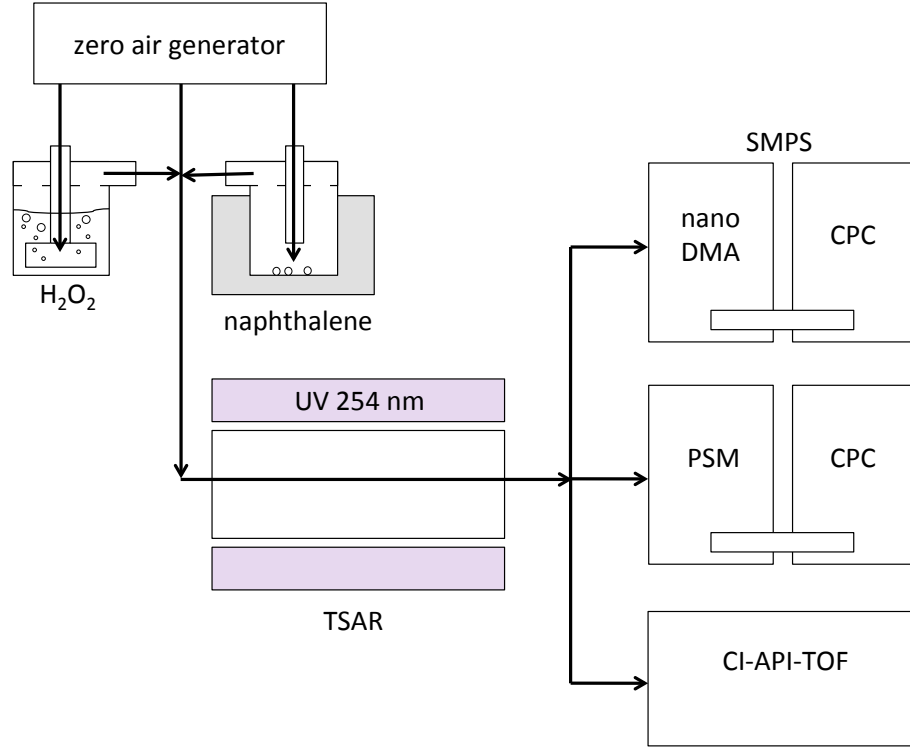 zero air generator
SMPS
nano
DMA
CPC
H₂O₂
naphthalene
UV 254 nm
PSM
CPC
TSAR
CI-API-TOF